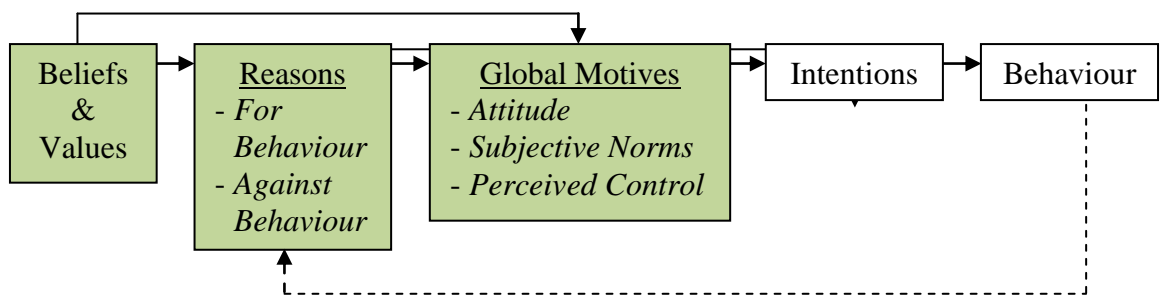 Beliefs
&
Values
Reasons
- For
Behaviour
- Against
Behaviour
Global Motives
- Attitude
- Subjective Norms
- Perceived Control
Intentions
Behaviour